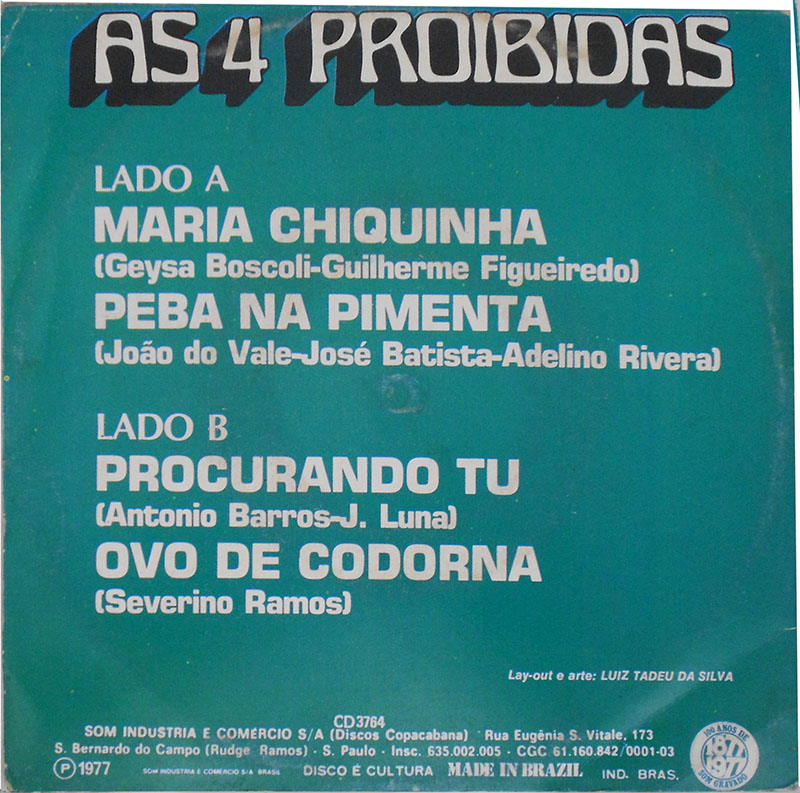 AS 4 PROIBIDAS
LADO A
MARIA CHIQUINHA
(Geysa Boscoli-Guilherme Figueiredo)
PEBA NA PIMENTA
(João do Vale-José Batista-Adelino Rivera)
LADO B
PROCURANDO TU
(Antonio Barros-J. Luna)
OVO DE CODORNA
(Severino Ramos)
Lay-out e arte: LUIZ TADEU DA SILVA
CD3764
SOM INDUSTRIA E COMÉRCIO S/A (Discos Copacabana) Rua Eugênia S. Vitale, 173
S. Bernardo do Campo (Rudge Ramos) - S. Paulo - Insc. 635.002.005 - CGC 61.160.842/0001-03
Ⓟ 1977 SOM INDUSTRIA E COMÉRCIO S/A BRASIL DISCO É CULTURA MADE IN BRAZIL IND. BRAS.
100 ANOS DE
1877
1977
SOM GRAVADO